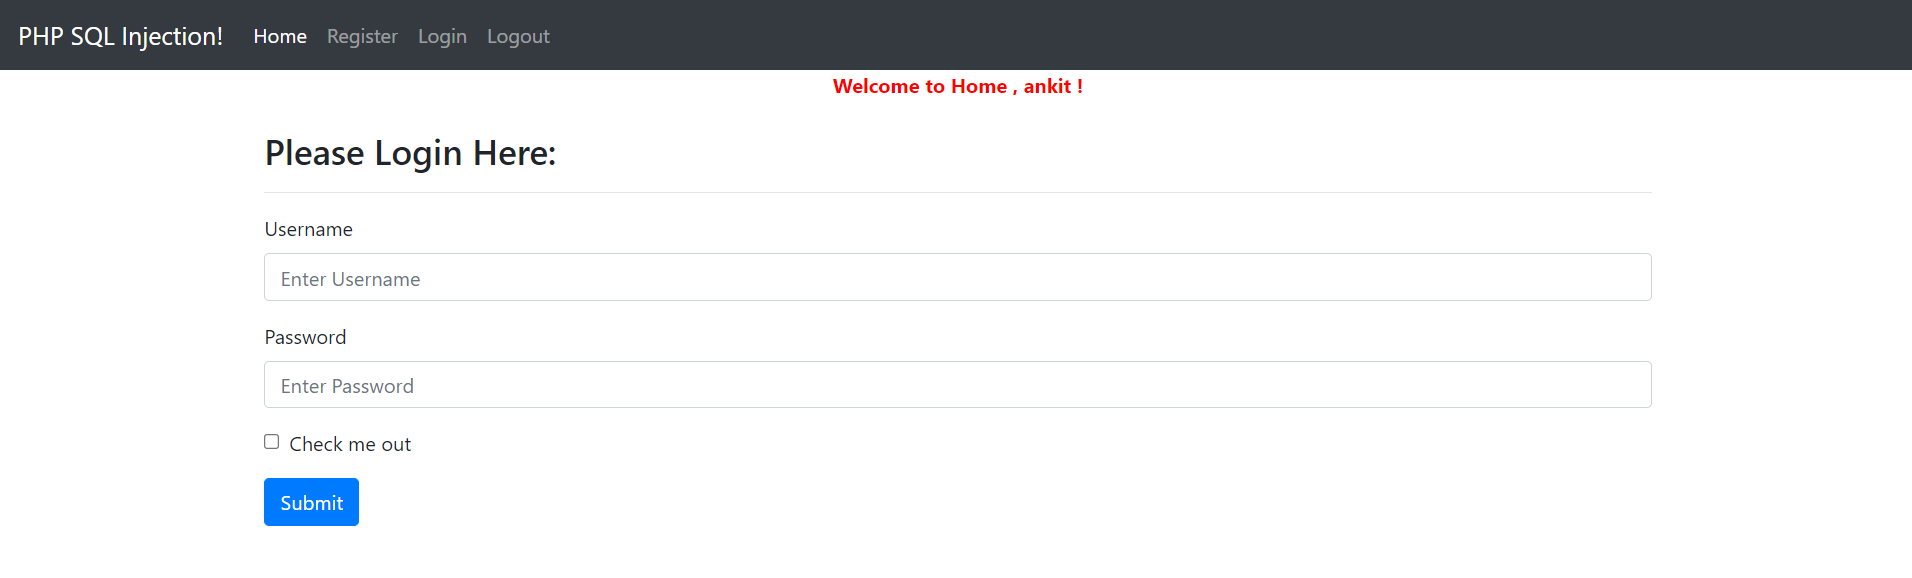 PHP SQL Injection! Home Register Login Logout
Welcome to Home , ankit !
Please Login Here:
Username
Enter Username
Password
Enter Password
Check me out
Submit